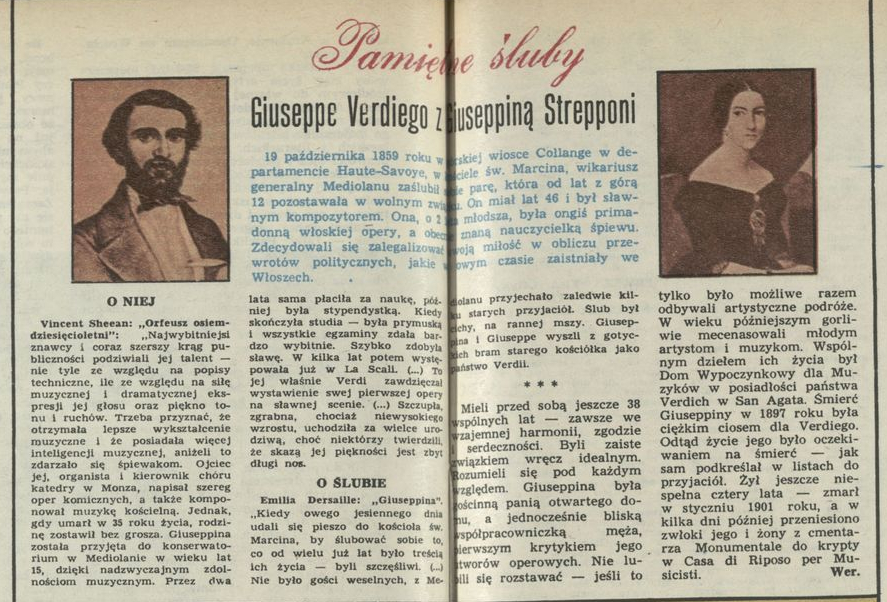 Pamiętne śluby
Giuseppe Verdiego z Giuseppiną Strepponi
19 października 1859 roku w górskiej wiosce Collange w de-
partamencie Haute-Savoye, w kościele św. Marcina, wikariusz
generalny Mediolanu zaślubił sobie parę, która od lat z górą
12 pozostawała w wolnym związku. On miał lat 46 i był sław-
nym kompozytorem. Ona, o 2 lata młodsza, była ongiś prima-
donną włoskiej opery, a obecnie znaną nauczycielką śpiewu.
Zdecydowali się zalegalizować swoją miłość w obliczu prze-
wrotów politycznych, jakie w owym czasie zaistniały we
Włoszech.
O NIEJ
Vincent Sheean: „Orfeusz osiem-
dziesięcioletni": „Najwybitniejsi
znawcy i coraz szerszy krąg pu-
bliczności podziwiali jej talent —
nie tyle ze względu na popisy
techniczne, ile ze względu na siłę
muzycznej i dramatycznej eks-
presji jej głosu oraz piękno to-
nu i ruchów. Trzeba przyznać, że
otrzymała lepsze wykształcenie
muzyczne i że posiadała więcej
inteligencji muzycznej, aniżeli to
zdarzało się śpiewakom. Ojciec
jej, organista i kierownik chóru
katedry w Monza, napisał szereg
oper komicznych, a także kompo-
nował muzykę kościelną. Jednak,
gdy umarł w 35 roku życia, rodzi-
nę zostawił bez grosza. Giuseppina
została przyjęta do konserwato-
rium w Mediolanie w wieku lat
15, dzięki nadzwyczajnym zdol-
nościom muzycznym. Przez dwa
lata sama płaciła za naukę, póź-
niej była stypendystką. Kiedy
skończyła studia — była prymuską
i wszystkie egzaminy zdała bar-
dzo wybitnie. Szybko zdobyła
sławę. W kilka lat potem wystę-
powała już w La Scali. (...) To
jej właśnie Verdi zawdzięczał
wystawienie swej pierwszej opery
na sławnej scenie. (...) Szczupła,
zgrabna, chociaż niewysokiego
wzrostu, uchodziła za wielce uro-
dziwą, choć niektórzy twierdzili,
że skazą jej piękności jest zbyt
długi nos.
O ŚLUBIE
Emilia Dersaille: „Giuseppina".
„Kiedy owego jesiennego dnia
udali się pieszo do kościoła św.
Marcina, by ślubować sobie to,
co od wielu już lat było treścią
ich życia — byli szczęśliwi. (...)
Nie było gości weselnych, z Me-
diolanu przyjechało zaledwie kil-
ku starych przyjaciół. Ślub był
cichy, na rannej mszy. Giusep-
pina i Giuseppe wyszli z gotyc-
kich bram starego kościółka jako
państwo Verdii.
* * *
Mieli przed sobą jeszcze 38
wspólnych lat — zawsze we
wzajemnej harmonii, zgodzie
i serdeczności. Byli zaiste
związkiem wręcz idealnym.
Rozumieli się pod każdym
względem. Giuseppina była
gościnną panią otwartego do-
mu, a jednocześnie bliską
współpracowniczką męża,
pierwszym krytykiem jego
utworów operowych. Nie lu-
bili się rozstawać — jeśli to
tylko było możliwe razem
odbywali artystyczne podróże.
W wieku późniejszym gorli-
wie mecenasowali młodym
artystom i muzykom. Wspól-
nym dziełem ich życia był
Dom Wypoczynkowy dla Mu-
zyków w posiadłości państwa
Verdich w San Agata. Śmierć
Giuseppiny w 1897 roku była
ciężkim ciosem dla Verdiego.
Odtąd życie jego było oczeki-
waniem na śmierć — jak
sam podkreślał w listach do
przyjaciół. Żył jeszcze nie-
spełna cztery lata — zmarł
w styczniu 1901 roku, a w
kilka dni później przeniesiono
zwłoki jego i żony z cmenta-
rza Monumentale do krypty
w Casa di Riposo per Mu-
sicisti. Wer.